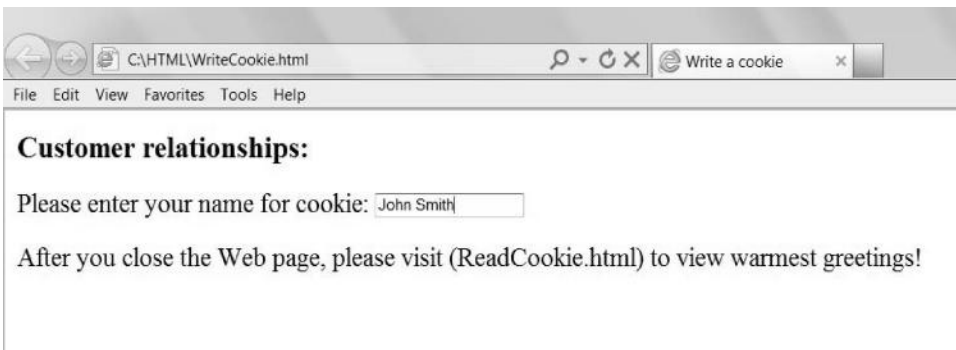 C:\HTML\WriteCookie.html
Write a cookie
File Edit View Favorites Tools Help
Customer relationships:
Please enter your name for cookie: John Smith
After you close the Web page, please visit (ReadCookie.html) to view warmest greetings!